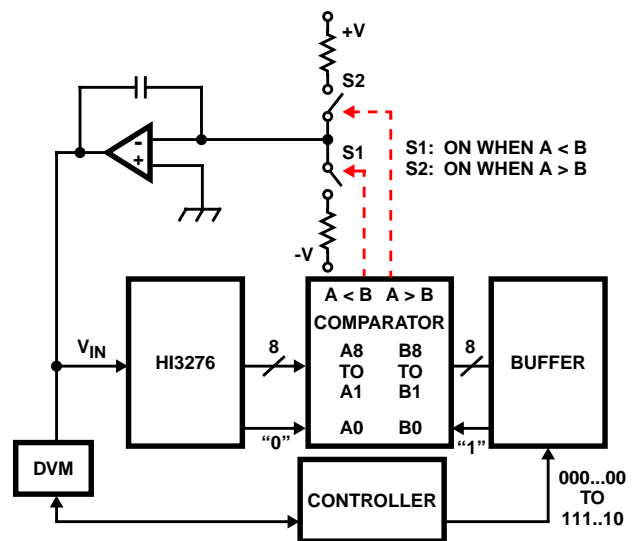 +V
S2
-
+
S1
S1: ON WHEN A < B
S2: ON WHEN A > B
-V
A < B A > B
COMPARATOR
V_IN
HI3276
8
A8
TO
A1
B8
TO
B1
8
BUFFER
"0"
A0
B0
"1"
DVM
CONTROLLER
000...00
TO
111..10